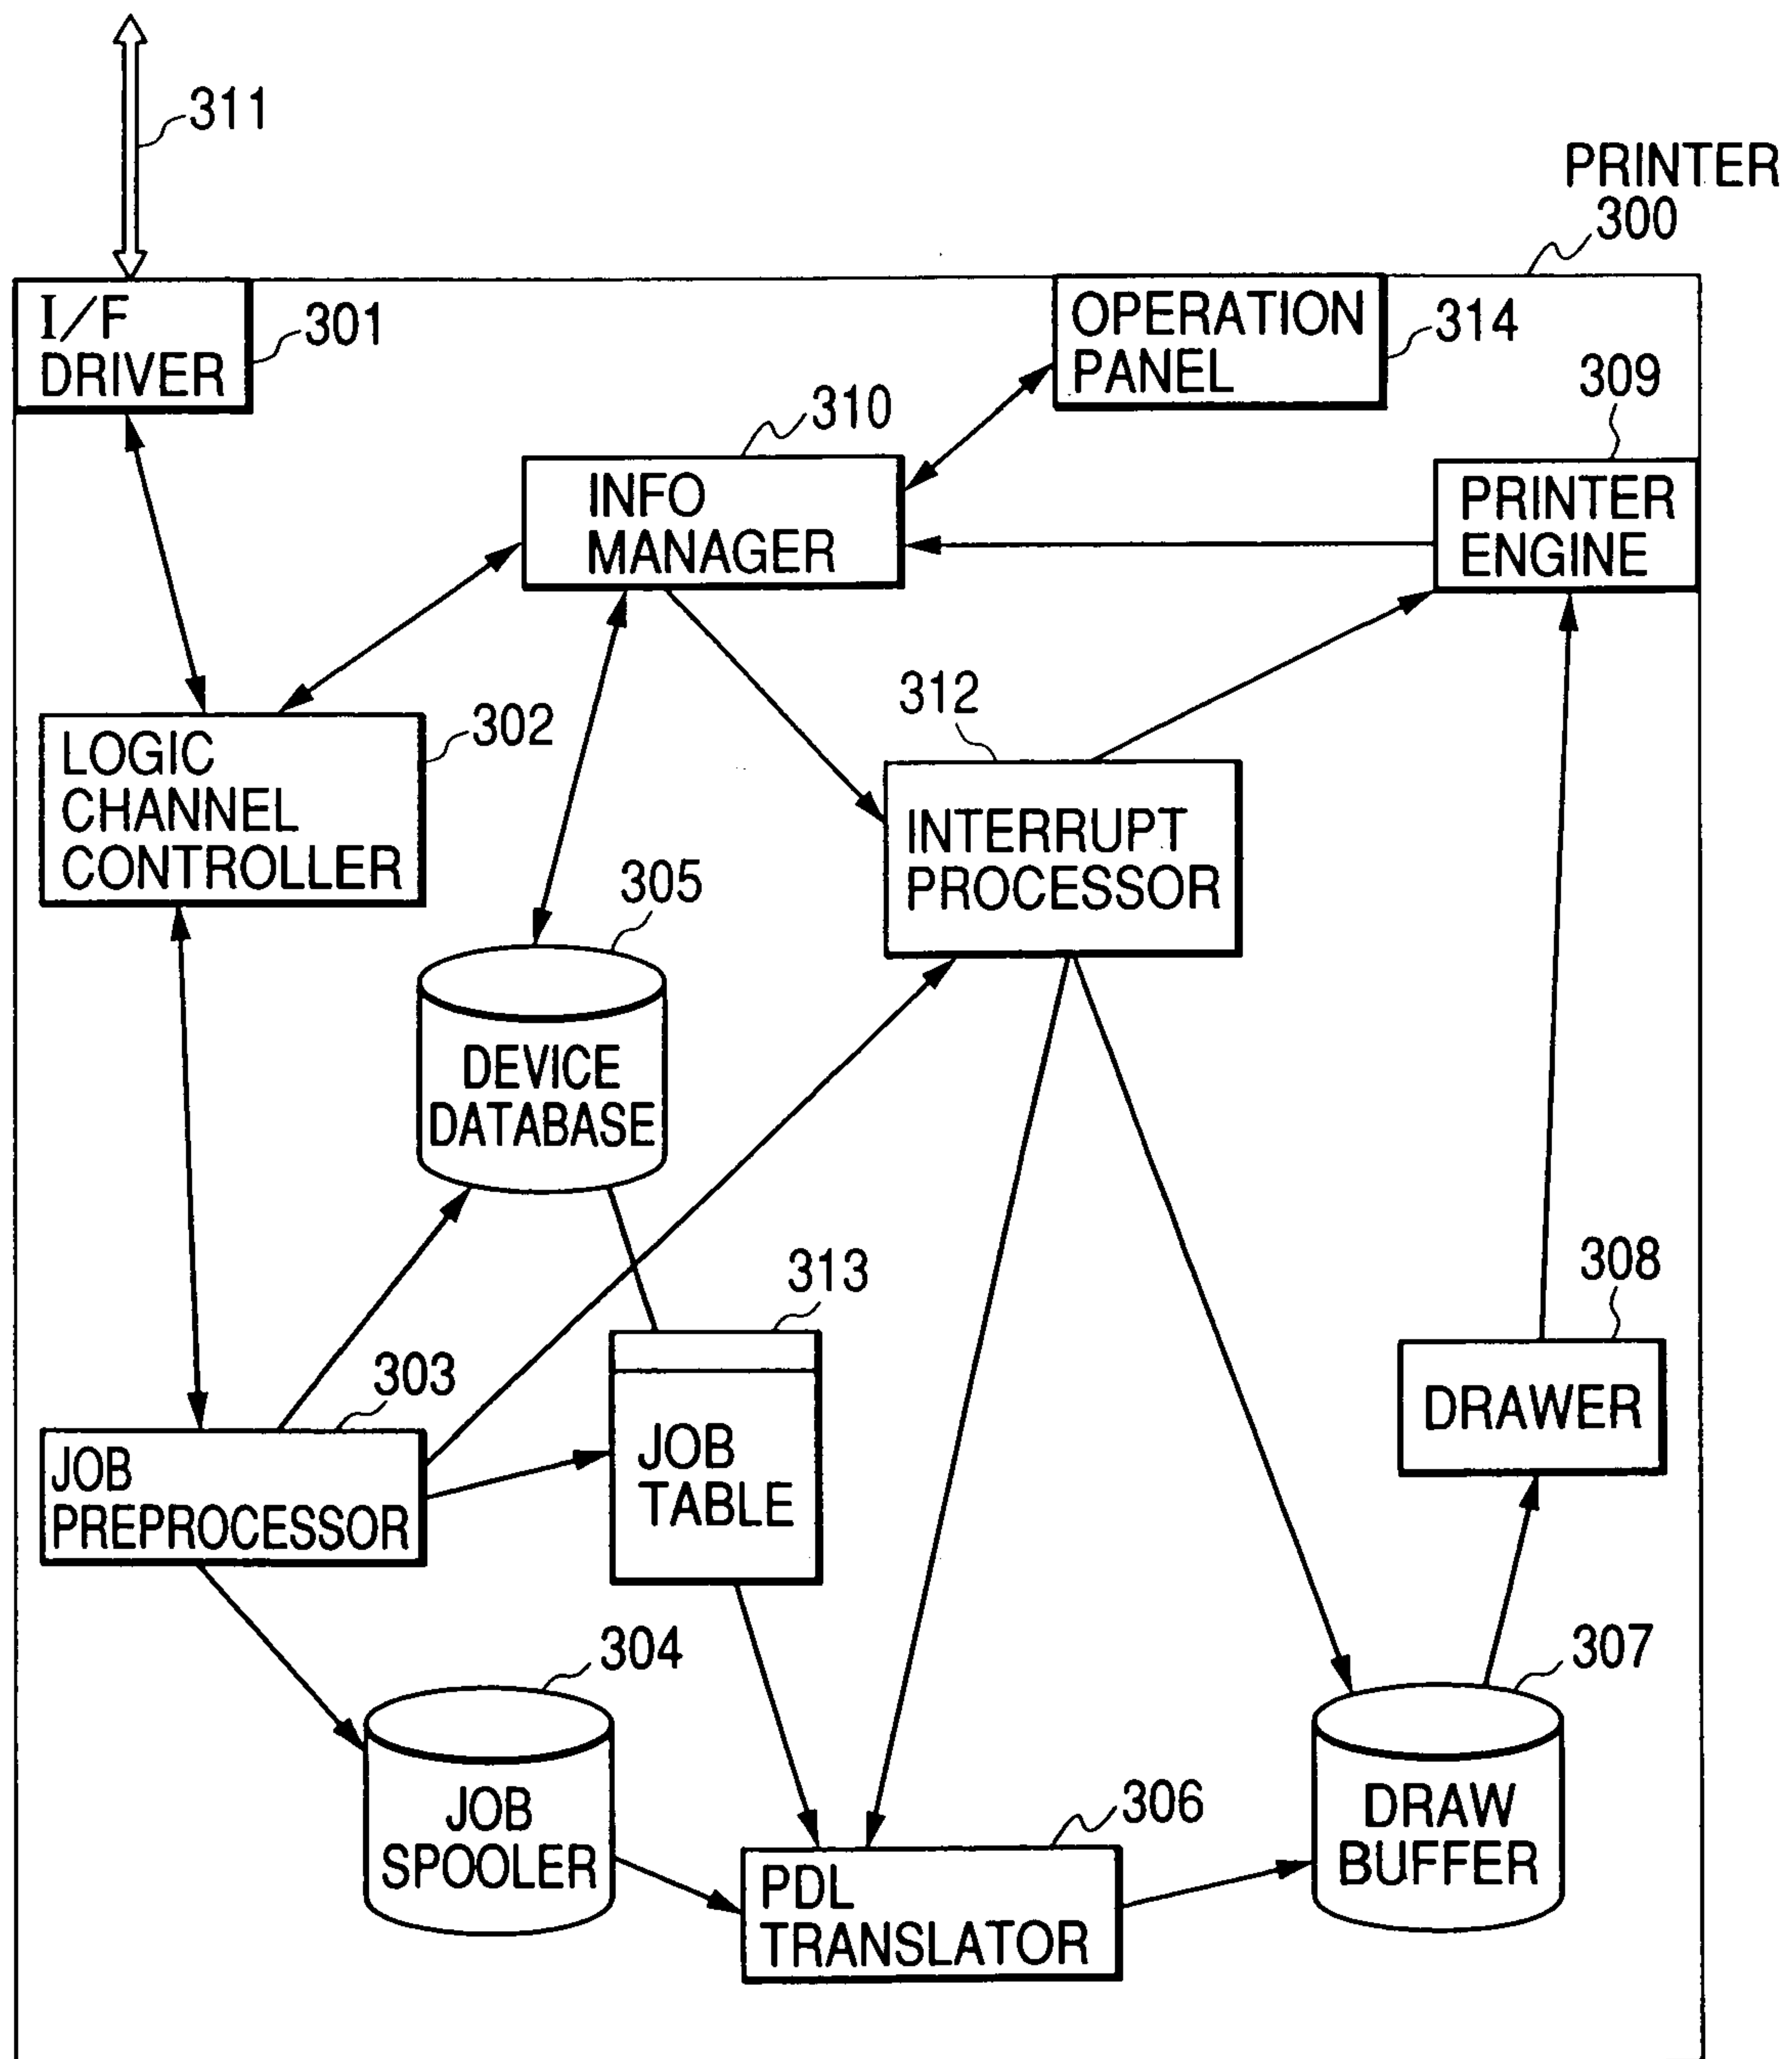 311
PRINTER
300
I/F
DRIVER
301
OPERATION
PANEL
314
309
310
INFO
MANAGER
PRINTER
ENGINE
302
LOGIC
CHANNEL
CONTROLLER
312
INTERRUPT
PROCESSOR
305
DEVICE
DATABASE
313
308
303
JOB
PREPROCESSOR
JOB
TABLE
DRAWER
304
307
JOB
SPOOLER
306
PDL
TRANSLATOR
DRAW
BUFFER